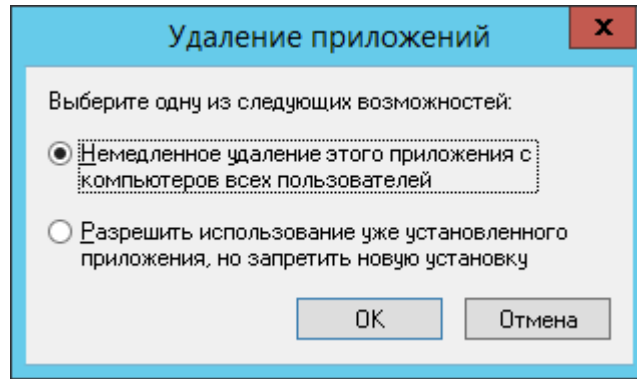 Удаление приложений
x
Выберите одну из следующих возможностей:
Немедленное удаление этого приложения с
компьютеров всех пользователей
Разрешить использование уже установленного
приложения, но запретить новую установку
OK
Отмена